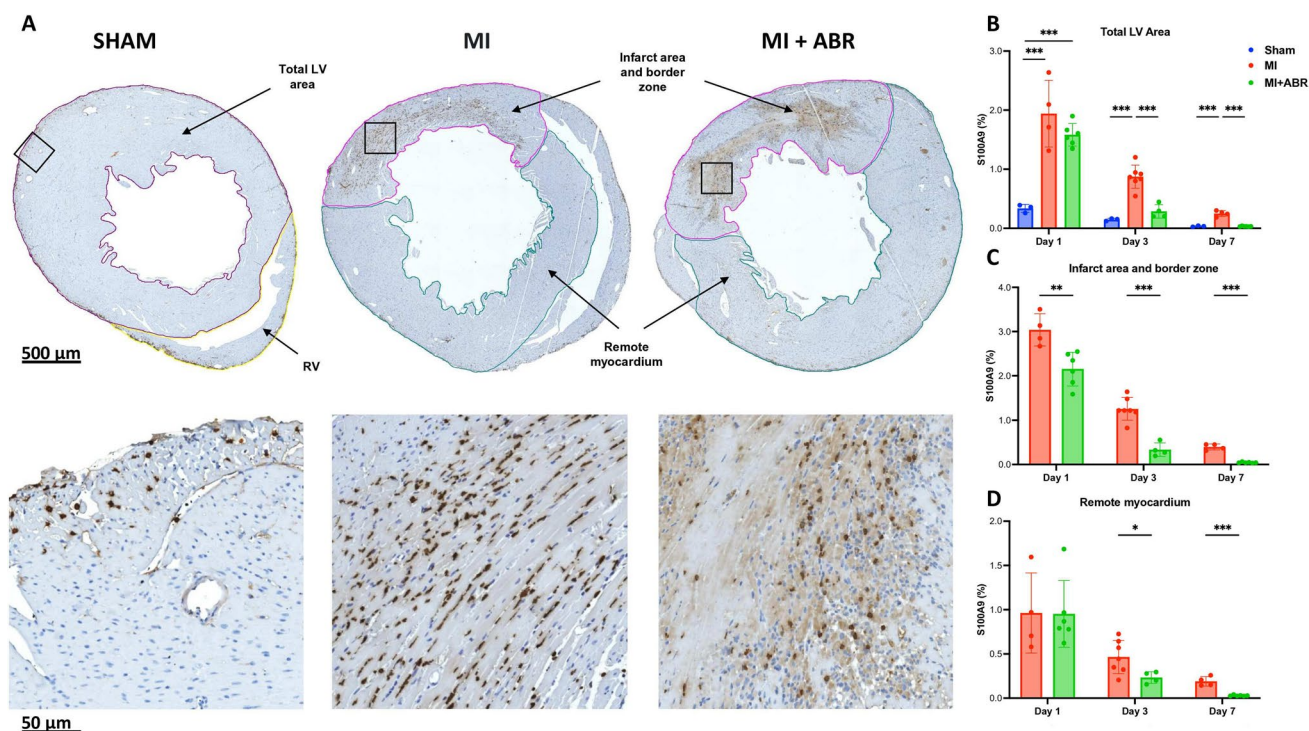 A
SHAM
MI
MI + ABR
Total LV
area
Infarct area
and border
zone
Remote
myocardium
RV
500 µm
50 µm
B
Total LV Area
*** 
***
*** ***
*** ***
Sham
MI
MI+ABR
S100A9 (%)
3.0
2.0
1.0
0.0
Day 1 Day 3 Day 7
C
Infarct area and border zone
** *** ***
S100A9 (%)
4.0
3.0
2.0
1.0
0.0
Day 1 Day 3 Day 7
D
Remote myocardium
* ***
S100A9 (%)
2.0
1.5
1.0
0.5
0.0
Day 1 Day 3 Day 7